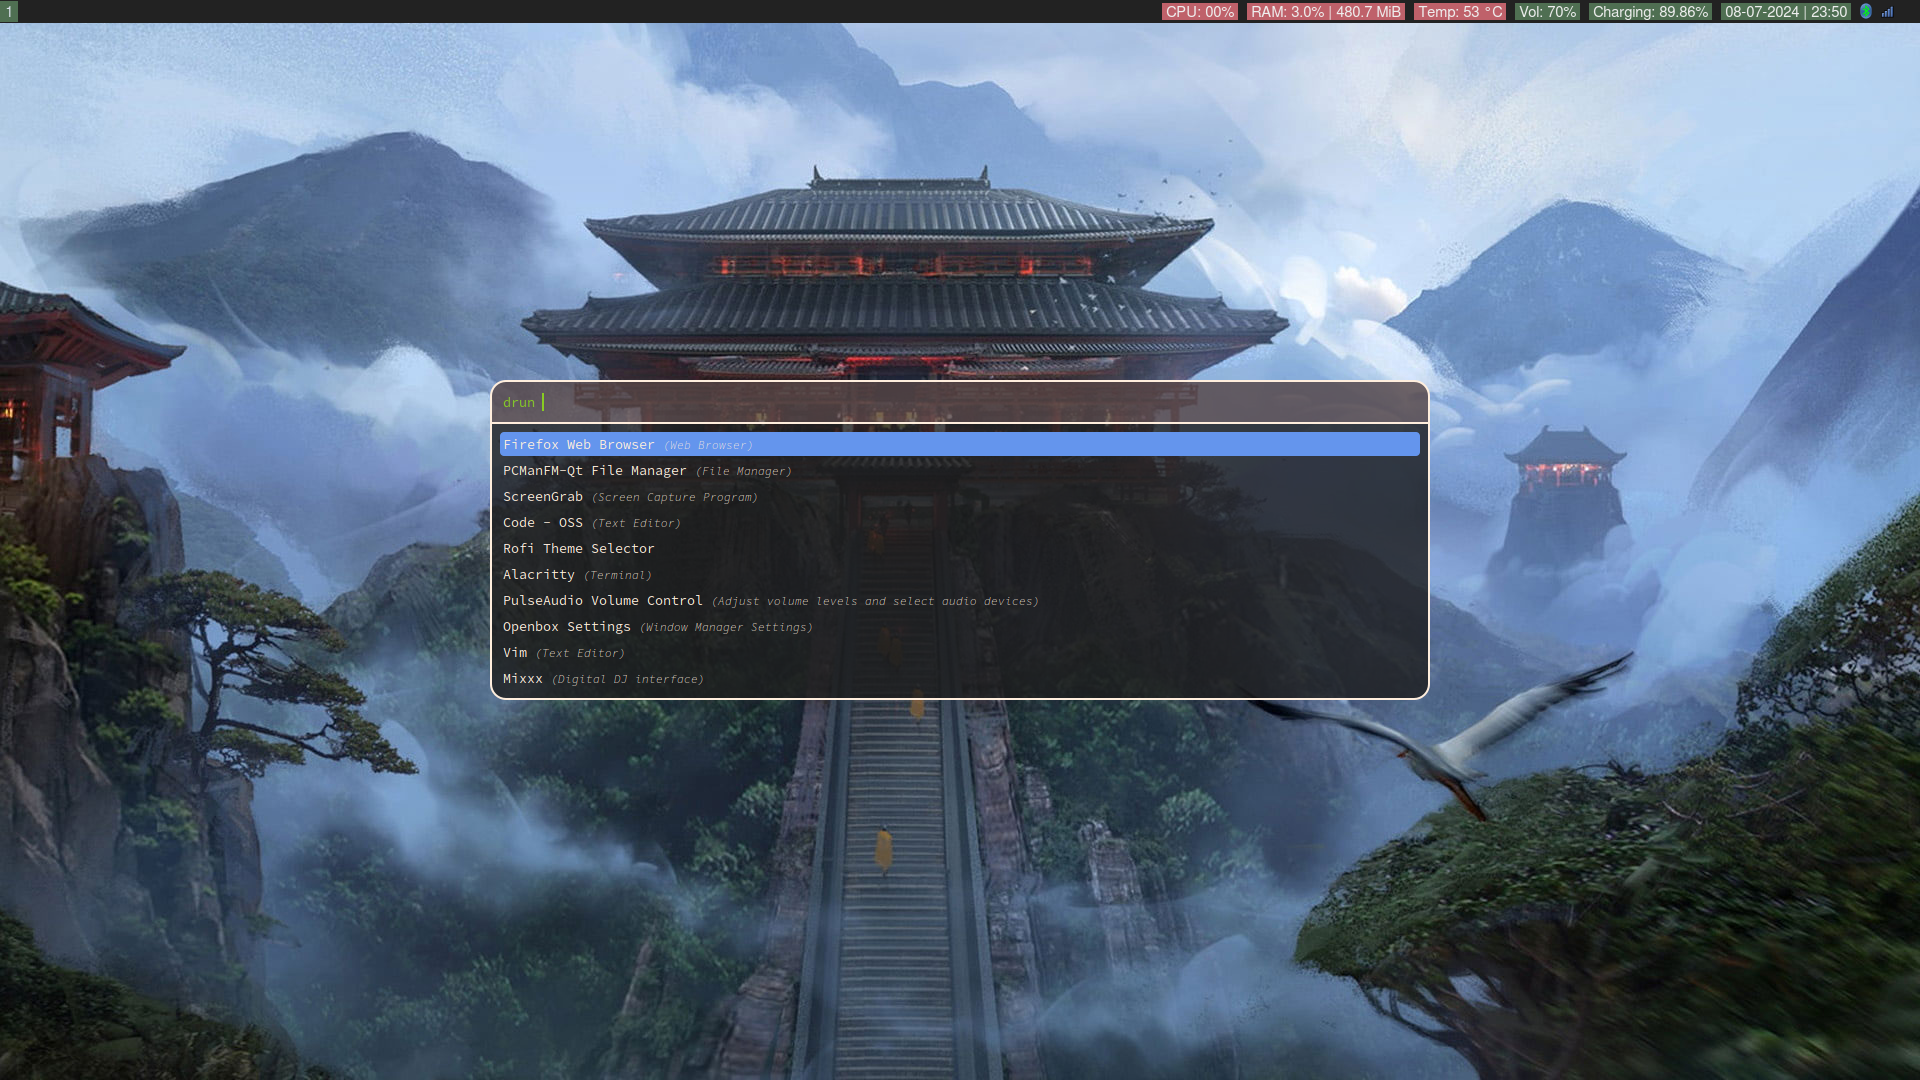 1 CPU: 00% RAM: 3.0% | 480.7 MiB Temp: 53 °C Vol: 70% Charging: 89.86% 08-07-2024 | 23:50
drun
Firefox Web Browser (Web Browser)
PCManFM-Qt File Manager (File Manager)
ScreenGrab (Screen Capture Program)
Code - OSS (Text Editor)
Rofi Theme Selector
Alacritty (Terminal)
PulseAudio Volume Control (Adjust volume levels and select audio devices)
Openbox Settings (Window Manager Settings)
Vim (Text Editor)
Mixxx (Digital DJ interface)